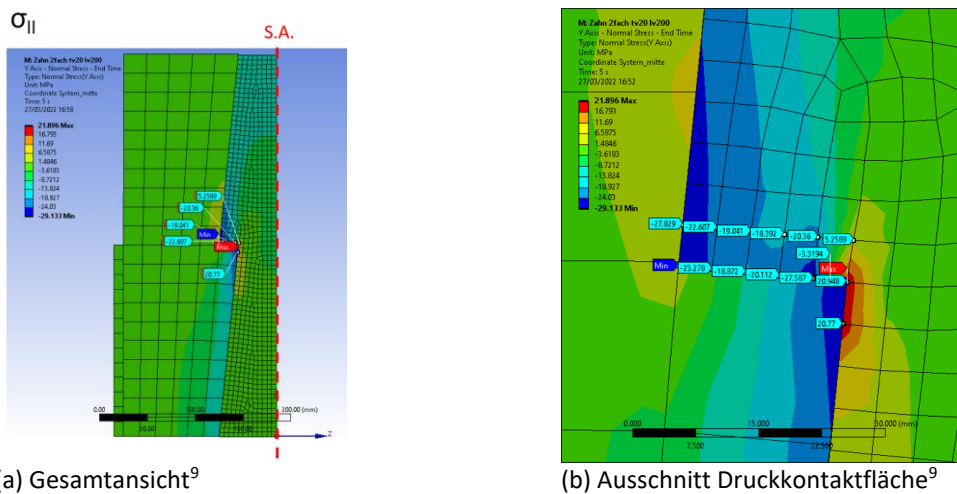 σII
S.A.
M: Zahn 2fach tv20 lv200
Y Axis - Normal Stress - End Time
Type: Normal Stress(Y Axis)
Unit: MPa
Coordinate System_mitte
Time: 5 s
27/03/2022 16:58
21.896 Max
16.793
11.69
6.5875
1.4846
-3.6183
-8.7212
-13.824
-18.927
-24.03
-29.133 Min
5.2589
-20.36
-19.041
Min
-22.607
Max
20.77
0.00
100.00
200.00 (mm)
50.00
z
(a) Gesamtansicht9
M: Zahn 2fach tv20 lv200
Y Axis - Normal Stress - End Time
Type: Normal Stress(Y Axis)
Unit: MPa
Coordinate System_mitte
Time: 5 s
27/03/2022 16:52
21.896 Max
16.793
11.69
6.5875
1.4846
-3.6183
-8.7212
-13.824
-18.927
-24.03
-29.133 Min
-27.829
-22.607
-19.041
-18.392
-20.36
5.2589
-3.3194
Min
-23.278
-18.872
-20.112
-27.587
Max
20.948
20.77
0.000
15.000
30.000 (mm)
7.500
22.500
(b) Ausschnitt Druckkontaktfläche9